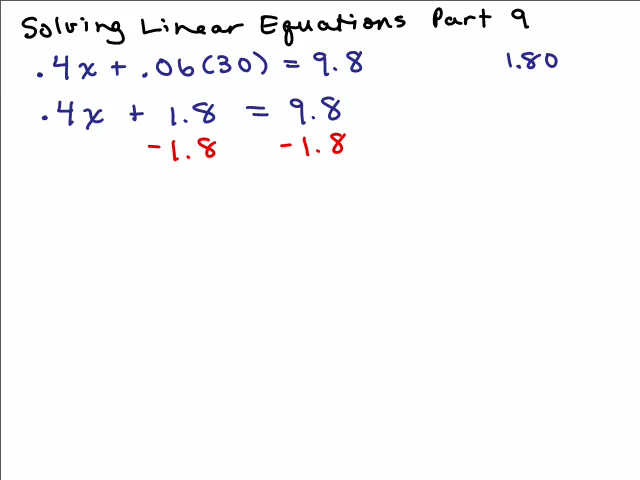 Solving Linear Equations Part 9
.4x + .06(30) = 9.8 1.80
.4x + 1.8 = 9.8
-1.8 -1.8